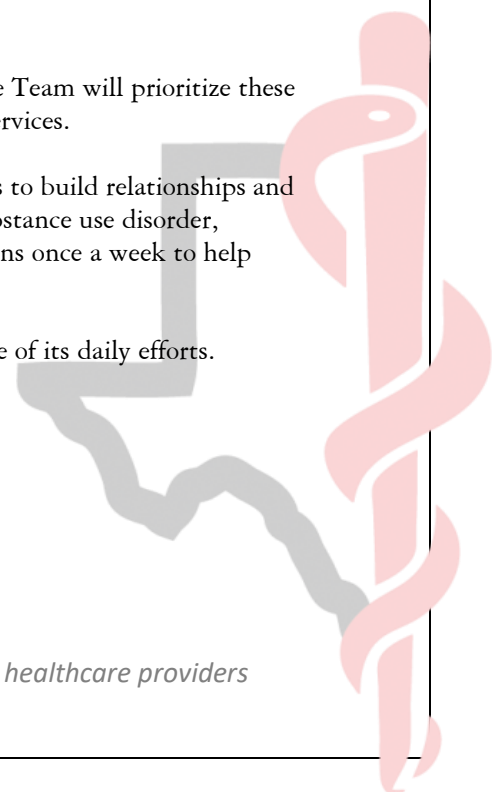 e Team will prioritize these
ervices.
s to build relationships and
bstance use disorder,
ns once a week to help
e of its daily efforts.
healthcare providers